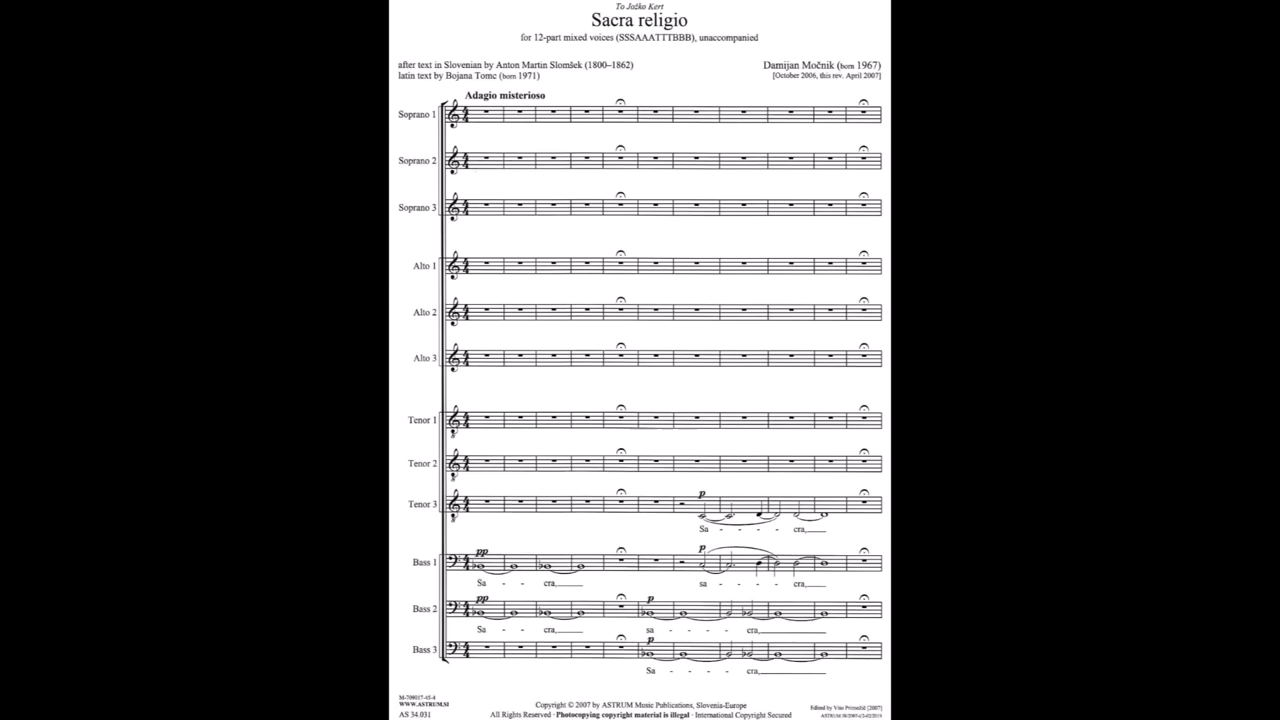 To Jožko Kert
Sacra religio
for 12-part mixed voices (SSSAAATTTBBB), unaccompanied
after text in Slovenian by Anton Martin Slomšek (1800–1862)
latin text by Bojana Tomc (born 1971)
Damijan Močnik (born 1967)
[October 2006, this rev. April 2007]
Adagio misterioso
Soprano 1
Soprano 2
Soprano 3
Alto 1
Alto 2
Alto 3
Tenor 1
Tenor 2
Tenor 3
p
Sa - - - - cra,
Bass 1
pp
p
Sa - - cra, sa - - - - cra,
Bass 2
pp
p
Sa - - cra, sa - - - - cra,
Bass 3
p
Sa - - - - cra,
M-709017-45-4
WWW.ASTRUM.SI
AS 34.031
Copyright © 2007 by ASTRUM Music Publications, Slovenia-Europe
All Rights Reserved · Photocopying copyright material is illegal · International Copyright Secured
Edited by Vito Primožič [2007]